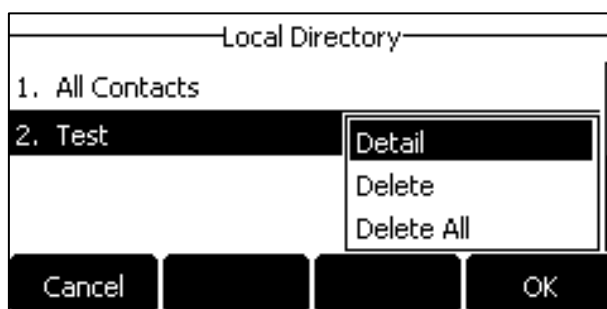 Local Directory
1. All Contacts
2. Test
Detail
Delete
Delete All
Cancel OK